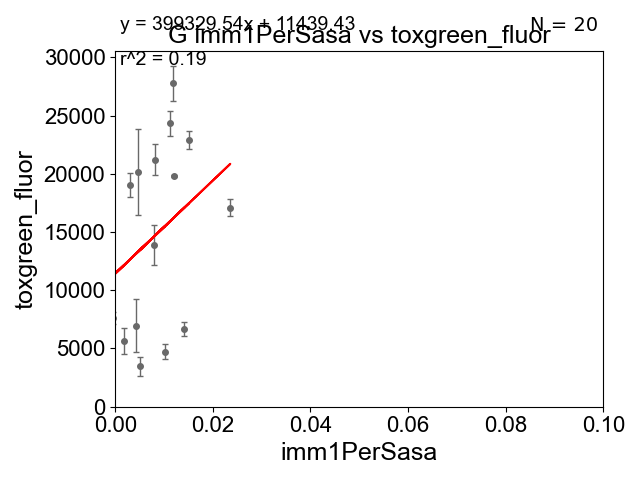 y = 399329.54x + 11439.43
N = 20
G imm1PerSasa vs toxgreen_fluor
r^2 = 0.19
30000
25000
20000
15000
10000
5000
0
toxgreen_fluor
0.00 0.02 0.04 0.06 0.08 0.10
imm1PerSasa